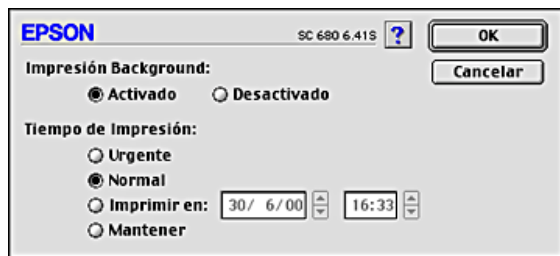 EPSON SC 680 6.41S ? OK
Impresión Background: Cancelar
Activado Desactivado
Tiempo de Impresión:
Urgente
Normal
Imprimir en: 30/ 6/00 16:33
Mantener